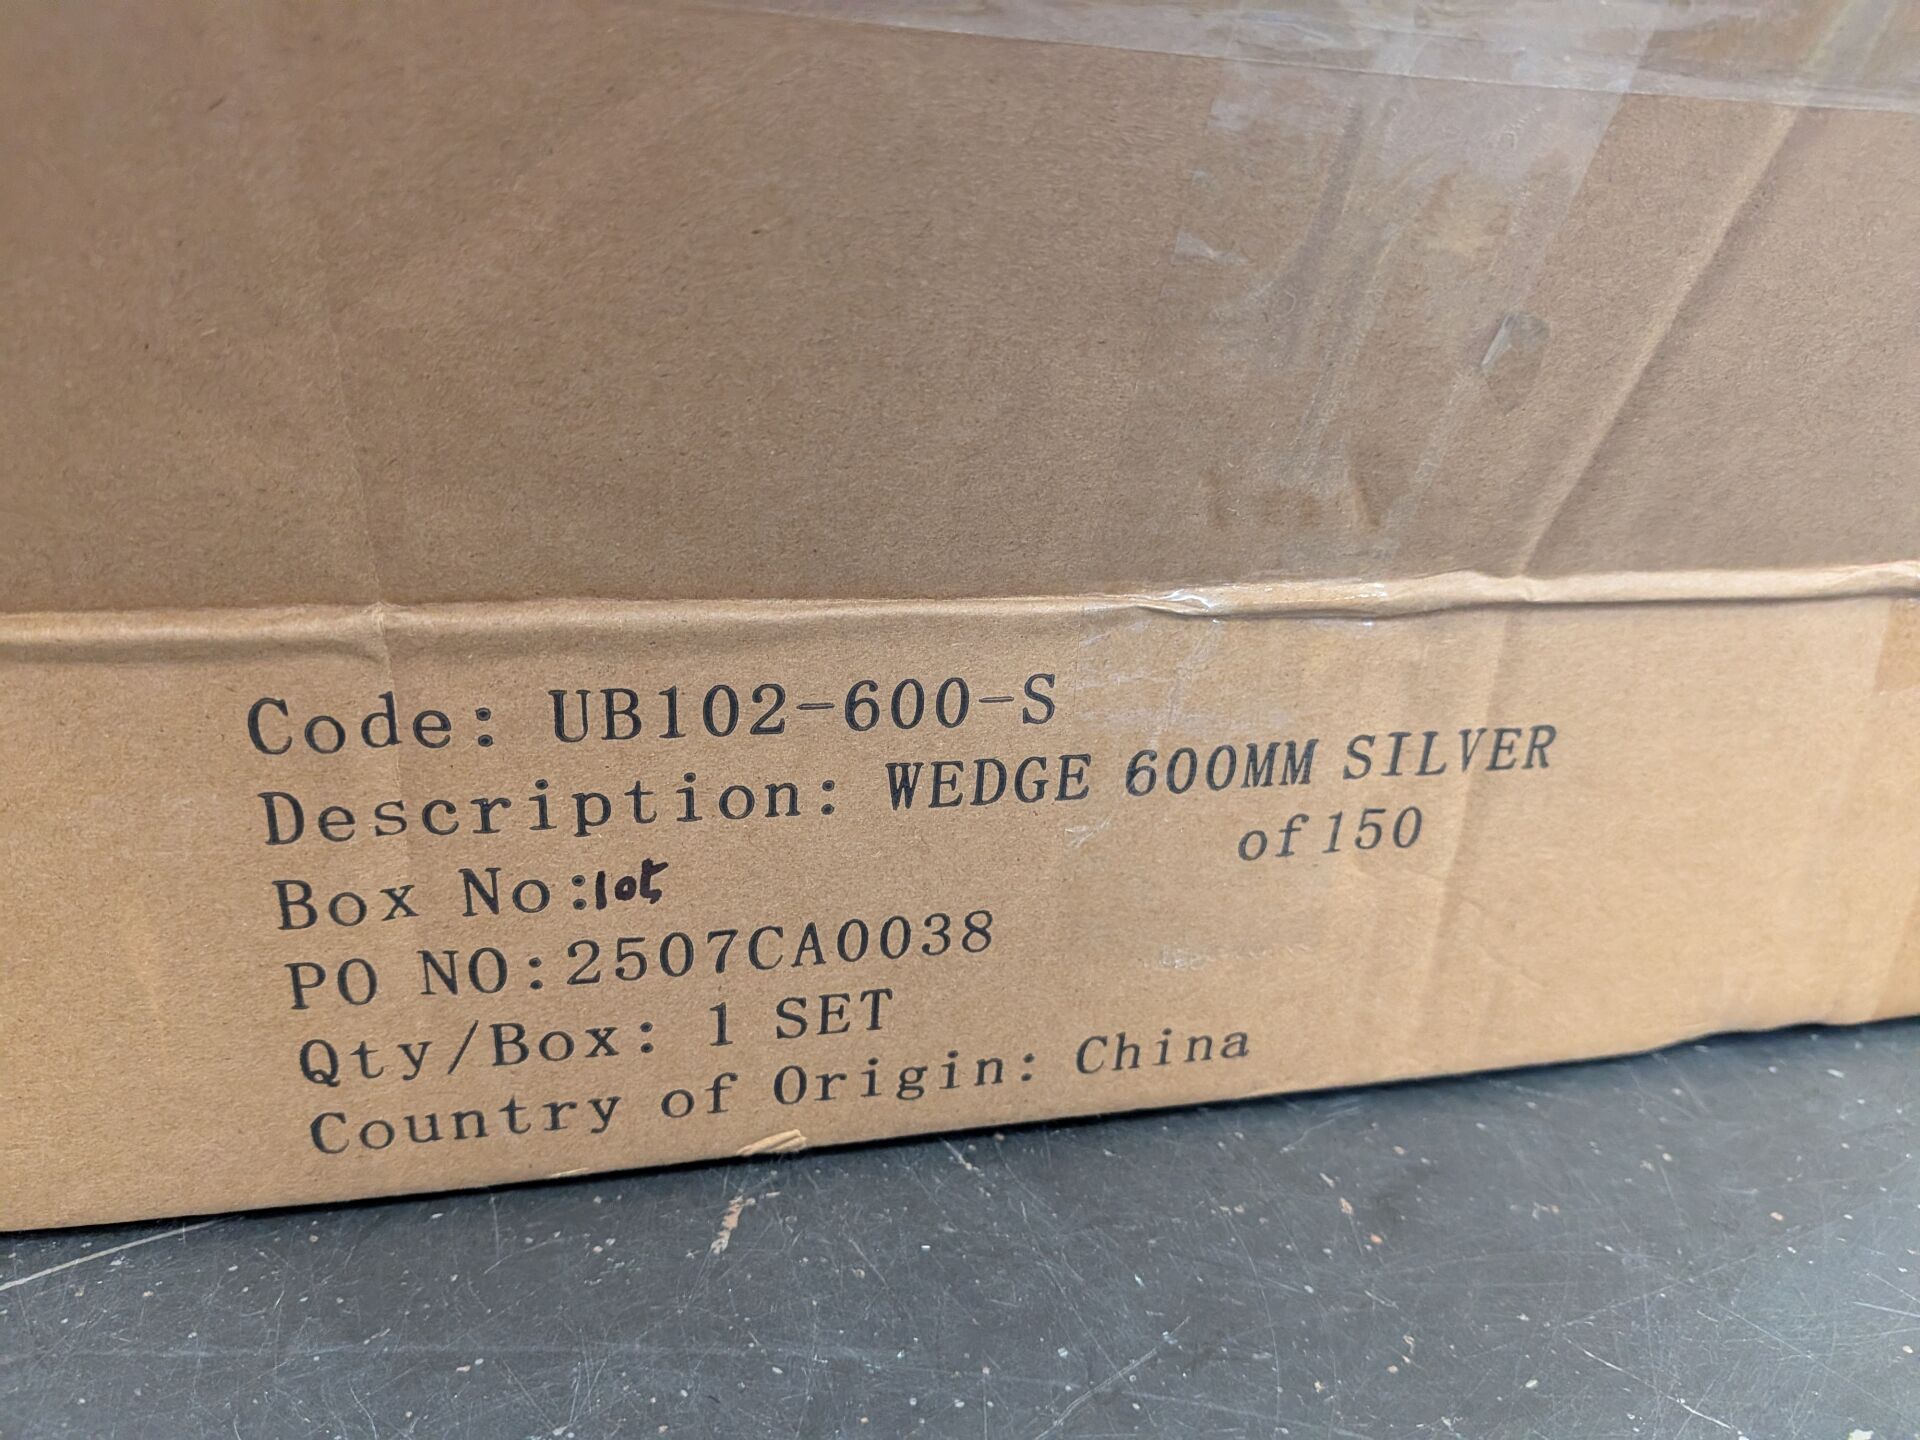 Code: UB102-600-S
Description: WEDGE 600MM SILVER
Box No:105 of 150
PO NO:2507CA0038
Qty/Box: 1 SET
Country of Origin: China